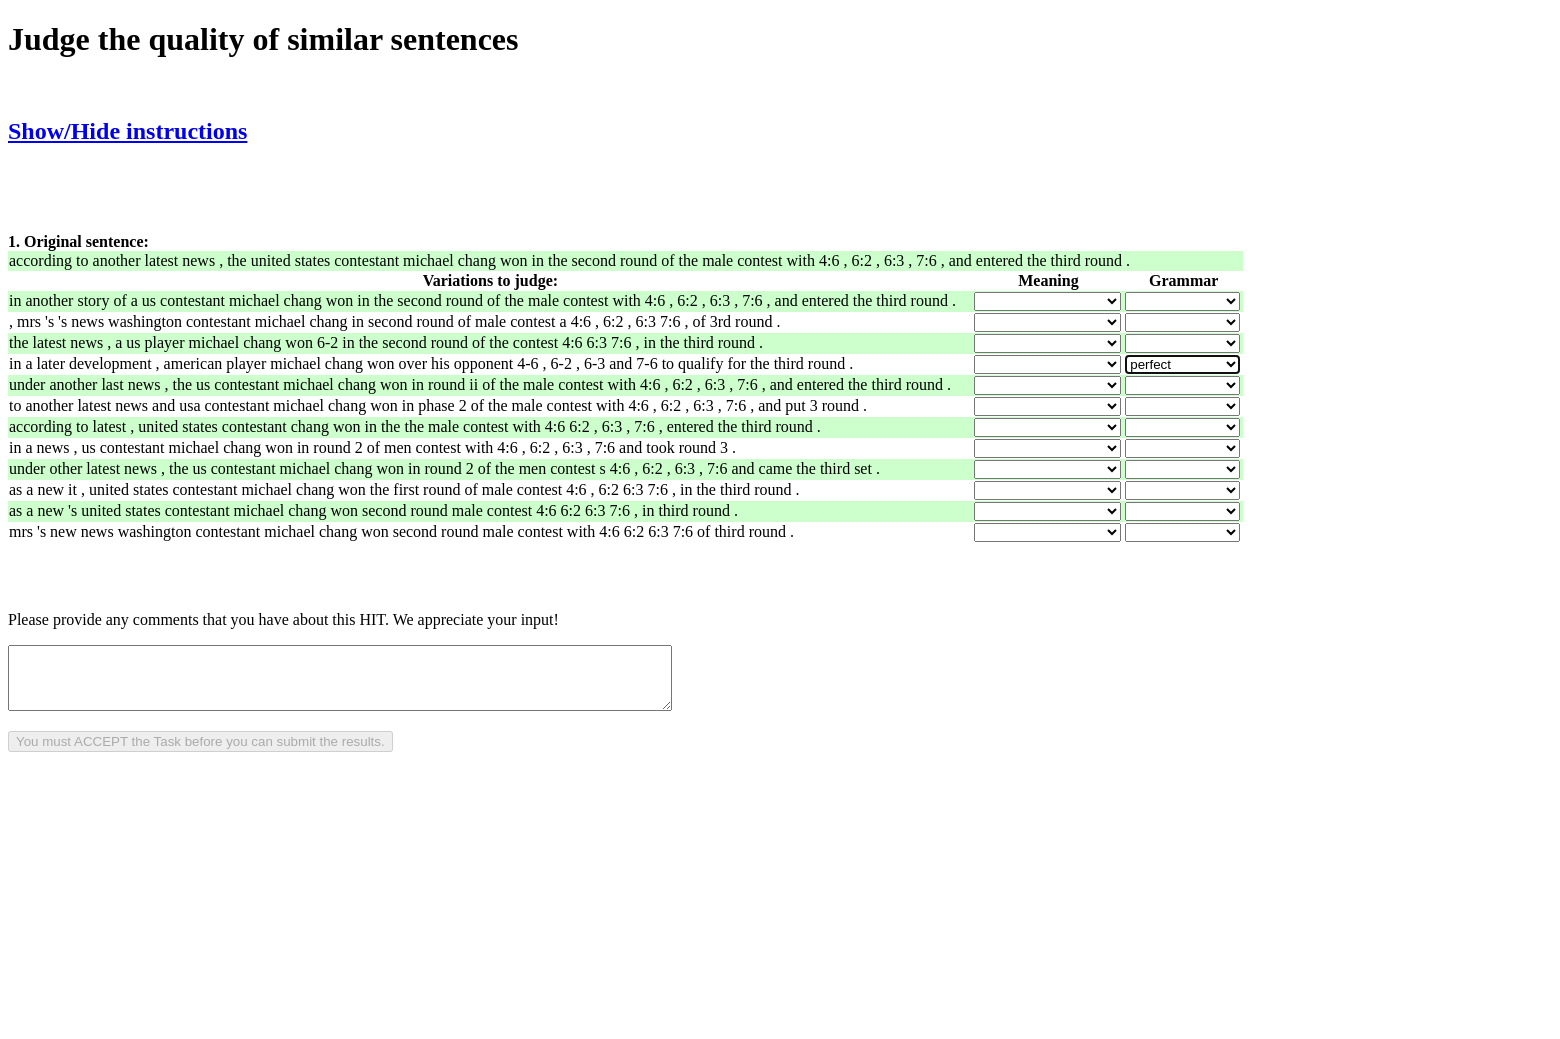 Judge the quality of similar sentences
Show/Hide instructions
1. Original sentence:
according to another latest news , the united states contestant michael chang won in the second round of the male contest with 4:6 , 6:2 , 6:3 , 7:6 , and entered the third round .
Variations to judge: Meaning Grammar
in another story of a us contestant michael chang won in the second round of the male contest with 4:6 , 6:2 , 6:3 , 7:6 , and entered the third round .
, mrs 's 's news washington contestant michael chang in second round of male contest a 4:6 , 6:2 , 6:3 7:6 , of 3rd round .
the latest news , a us player michael chang won 6-2 in the second round of the contest 4:6 6:3 7:6 , in the third round .
in a later development , american player michael chang won over his opponent 4-6 , 6-2 , 6-3 and 7-6 to qualify for the third round . perfect
under another last news , the us contestant michael chang won in round ii of the male contest with 4:6 , 6:2 , 6:3 , 7:6 , and entered the third round .
to another latest news and usa contestant michael chang won in phase 2 of the male contest with 4:6 , 6:2 , 6:3 , 7:6 , and put 3 round .
according to latest , united states contestant chang won in the the male contest with 4:6 6:2 , 6:3 , 7:6 , entered the third round .
in a news , us contestant michael chang won in round 2 of men contest with 4:6 , 6:2 , 6:3 , 7:6 and took round 3 .
under other latest news , the us contestant michael chang won in round 2 of the men contest s 4:6 , 6:2 , 6:3 , 7:6 and came the third set .
as a new it , united states contestant michael chang won the first round of male contest 4:6 , 6:2 6:3 7:6 , in the third round .
as a new 's united states contestant michael chang won second round male contest 4:6 6:2 6:3 7:6 , in third round .
mrs 's new news washington contestant michael chang won second round male contest with 4:6 6:2 6:3 7:6 of third round .
Please provide any comments that you have about this HIT. We appreciate your input!
You must ACCEPT the Task before you can submit the results.